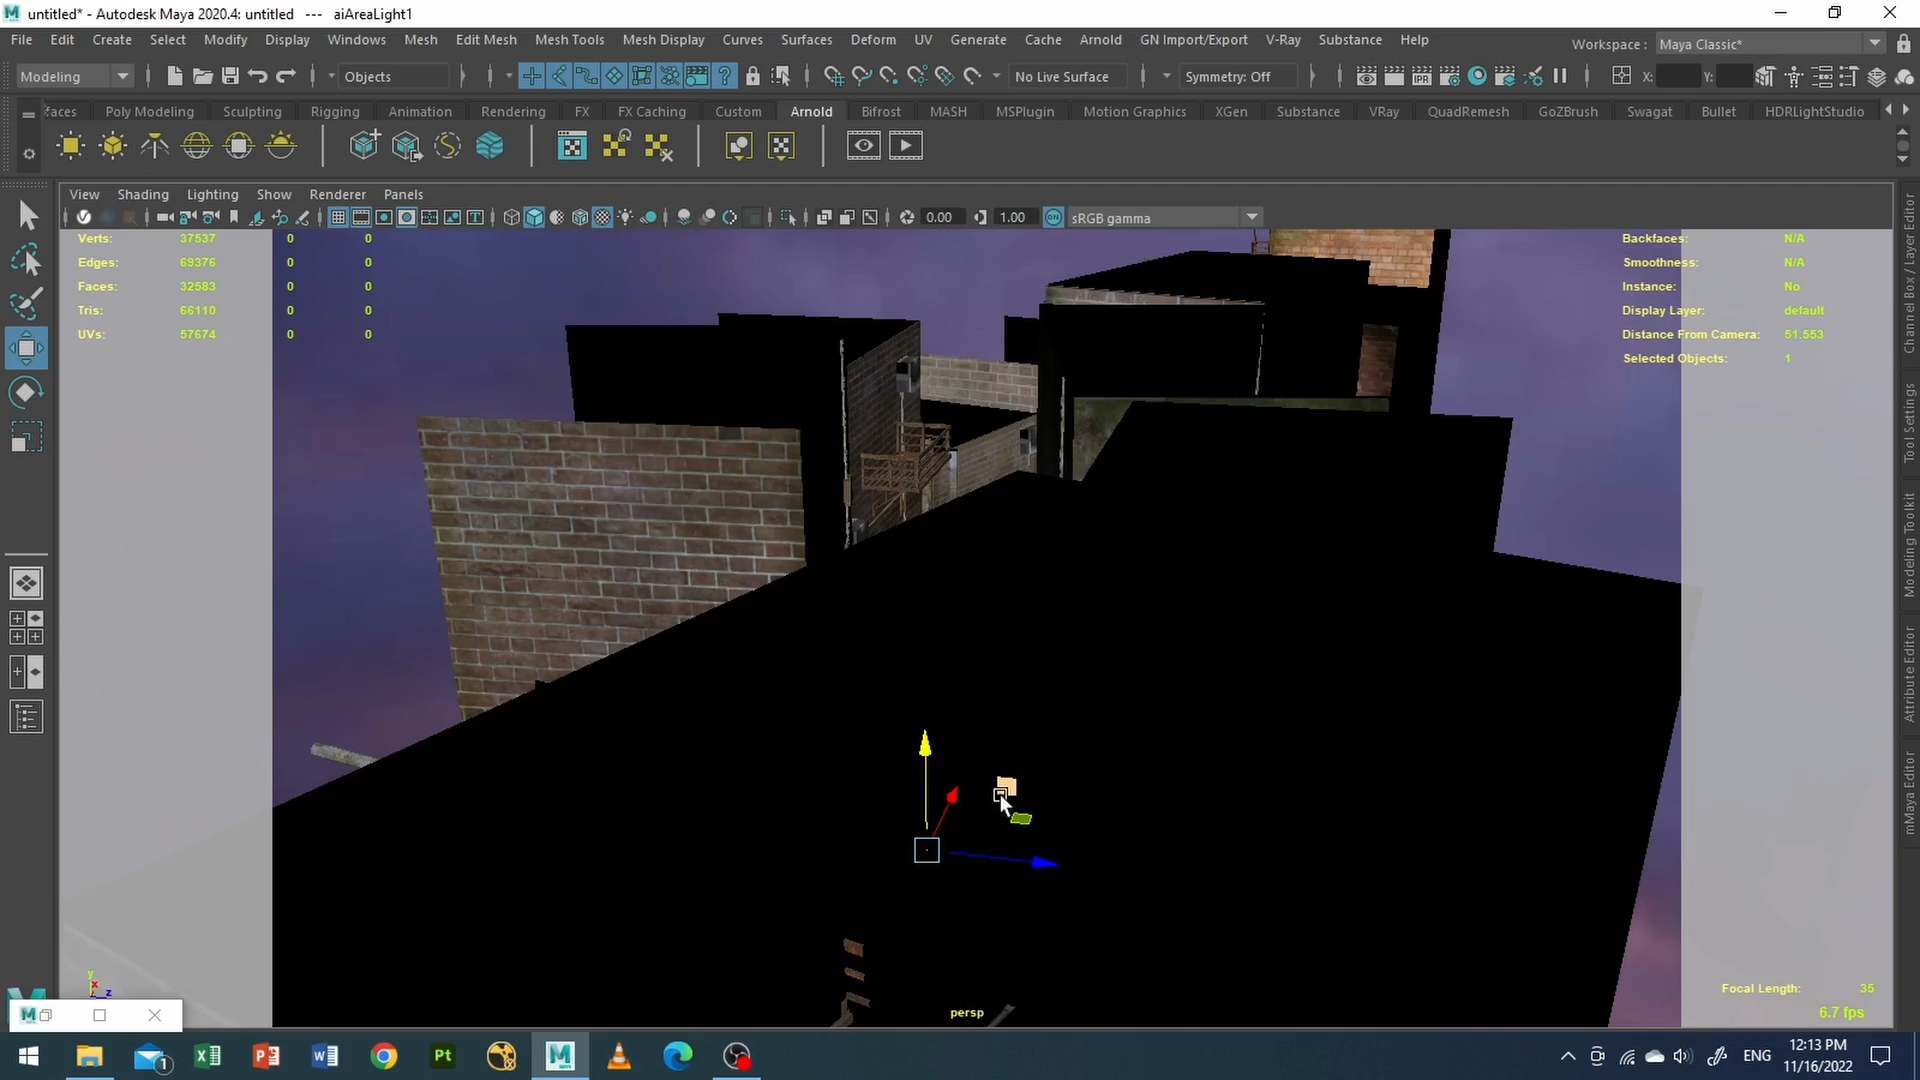 untitled* - Autodesk Maya 2020.4: untitled --- aiAreaLight1
File Edit Create Select Modify Display Windows Mesh Edit Mesh Mesh Tools Mesh Display Curves Surfaces Deform UV Generate Cache Arnold GN Import/Export V-Ray Substance Help Workspace : Maya Classic*
Modeling Objects No Live Surface Symmetry: Off X: Y:
faces Poly Modeling Sculpting Rigging Animation Rendering FX FX Caching Custom Arnold Bifrost MASH MSPlugin Motion Graphics XGen Substance VRay QuadRemesh GoZBrush Swagat Bullet HDRLightStudio
View Shading Lighting Show Renderer Panels
0.00 1.00 ON sRGB gamma
Verts: 37537 0 0
Edges: 69376 0 0
Faces: 32583 0 0
Tris: 66110 0 0
UVs: 57674 0 0
Backfaces: N/A
Smoothness: N/A
Instance: No
Display Layer: default
Distance From Camera: 51.553
Selected Objects: 1
Channel Box / Layer Editor
Tool Settings
Modeling Toolkit
Attribute Editor
mMaya Editor
y
x
z
persp
Focal Length: 35
6.7 fps
ENG
12:13 PM
11/16/2022